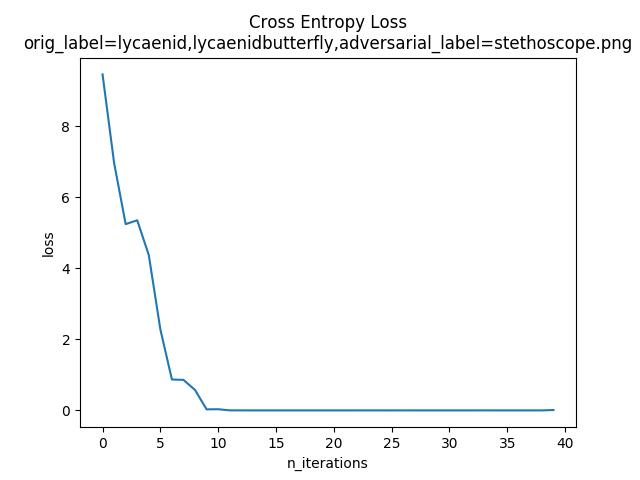 Cross Entropy Loss
orig_label=lycaenid,lycaenidbutterfly,adversarial_label=stethoscope.png
8
6
4
2
0
loss
0 5 10 15 20 25 30 35 40
n_iterations